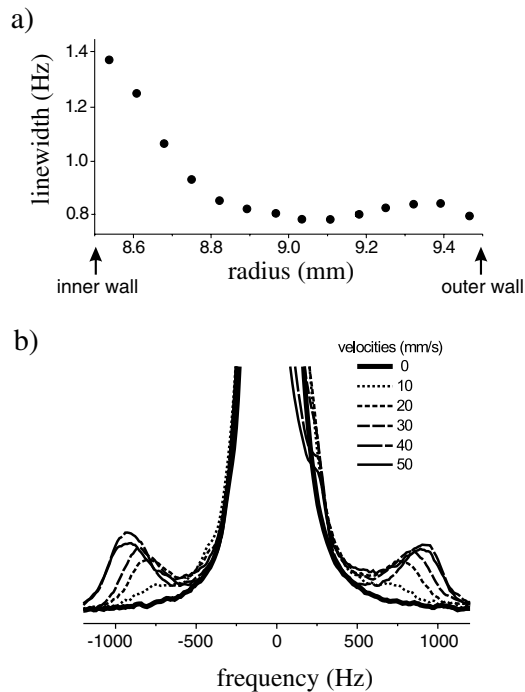 a)
linewidth (Hz)
1.4
1.2
1.0
0.8
8.6 8.8 9.0 9.2 9.4
radius (mm)
inner wall outer wall
b)
velocities (mm/s)
0
10
20
30
40
50
-1000 -500 0 500 1000
frequency (Hz)